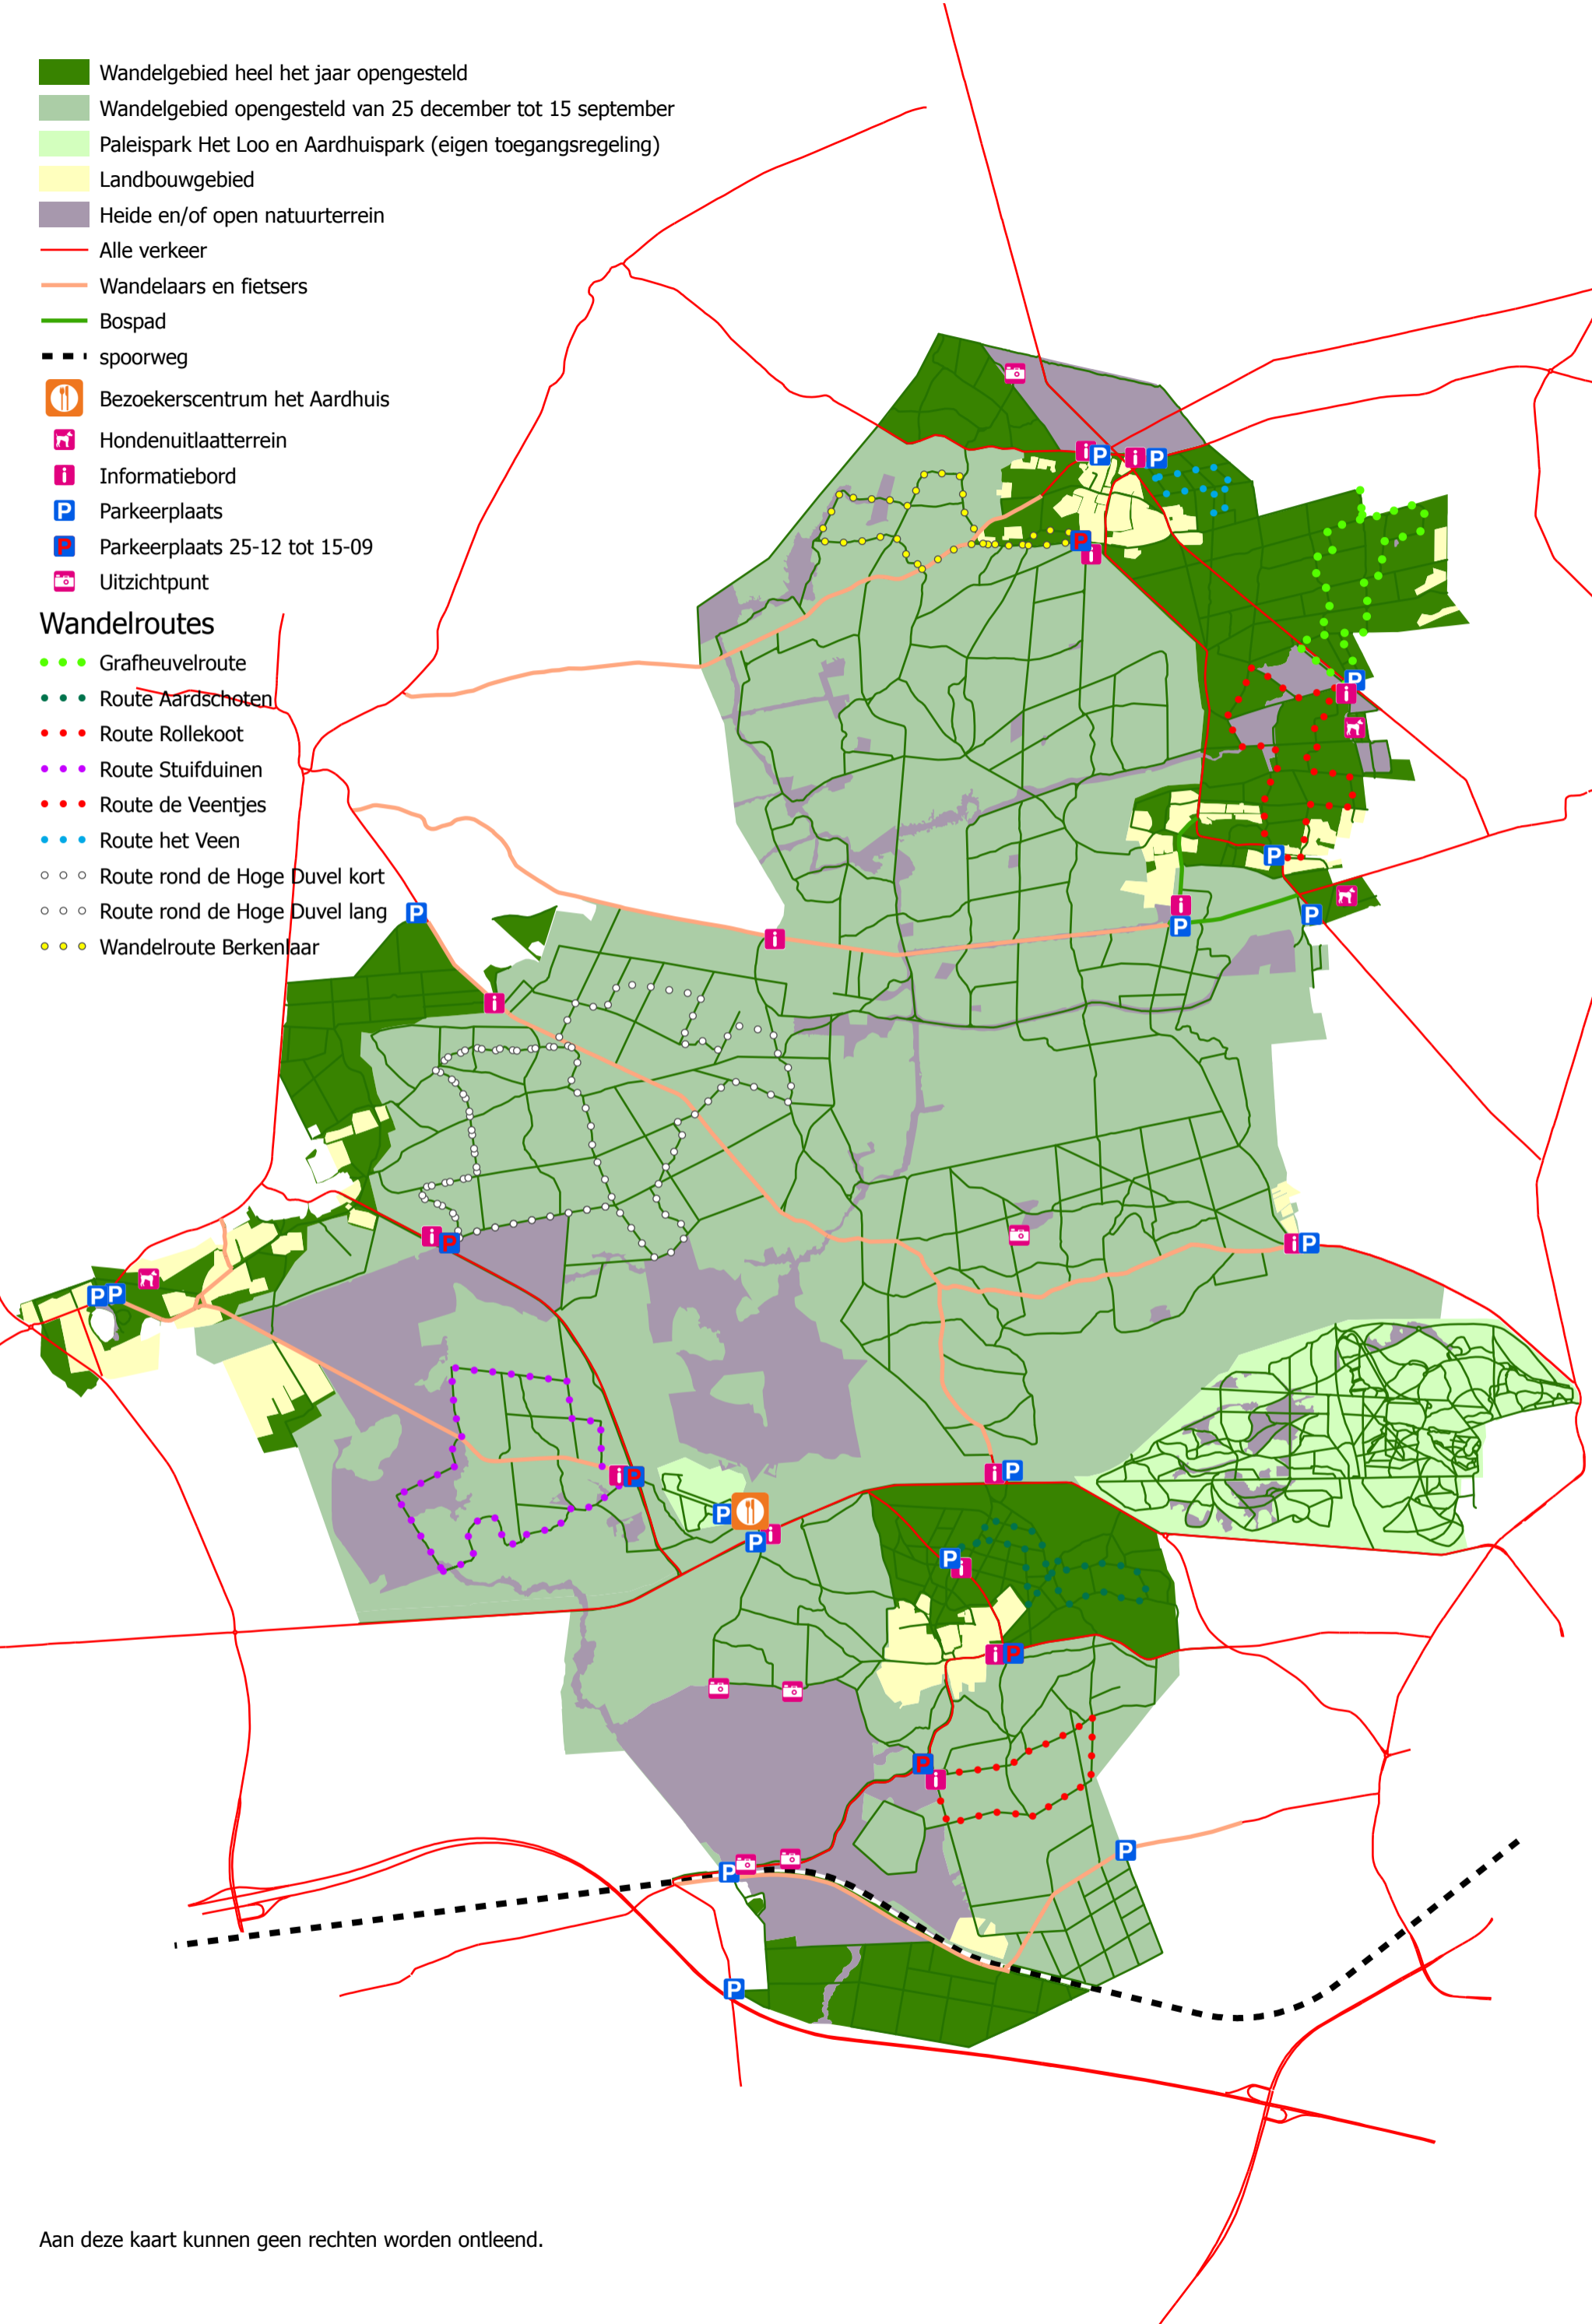 Wandelgebied heel het jaar opengesteld
Wandelgebied opengesteld van 25 december tot 15 september
Paleispark Het Loo en Aardhuispark (eigen toegangsregeling)
Landbouwgebied
Heide en/of open natuurterrein
Alle verkeer
Wandelaars en fietsers
Bospad
spoorweg
Bezoekerscentrum het Aardhuis
Hondenuitlaatterrein
i Informatiebord
P Parkeerplaats
P Parkeerplaats 25-12 tot 15-09
Uitzichtpunt
Wandelroutes
Grafheuvelroute
Route Aardschoten
Route Rollekoot
Route Stuifduinen
Route de Veentjes
Route het Veen
Route rond de Hoge Duvel kort
Route rond de Hoge Duvel lang
Wandelroute Berkenlaar
Aan deze kaart kunnen geen rechten worden ontleend.